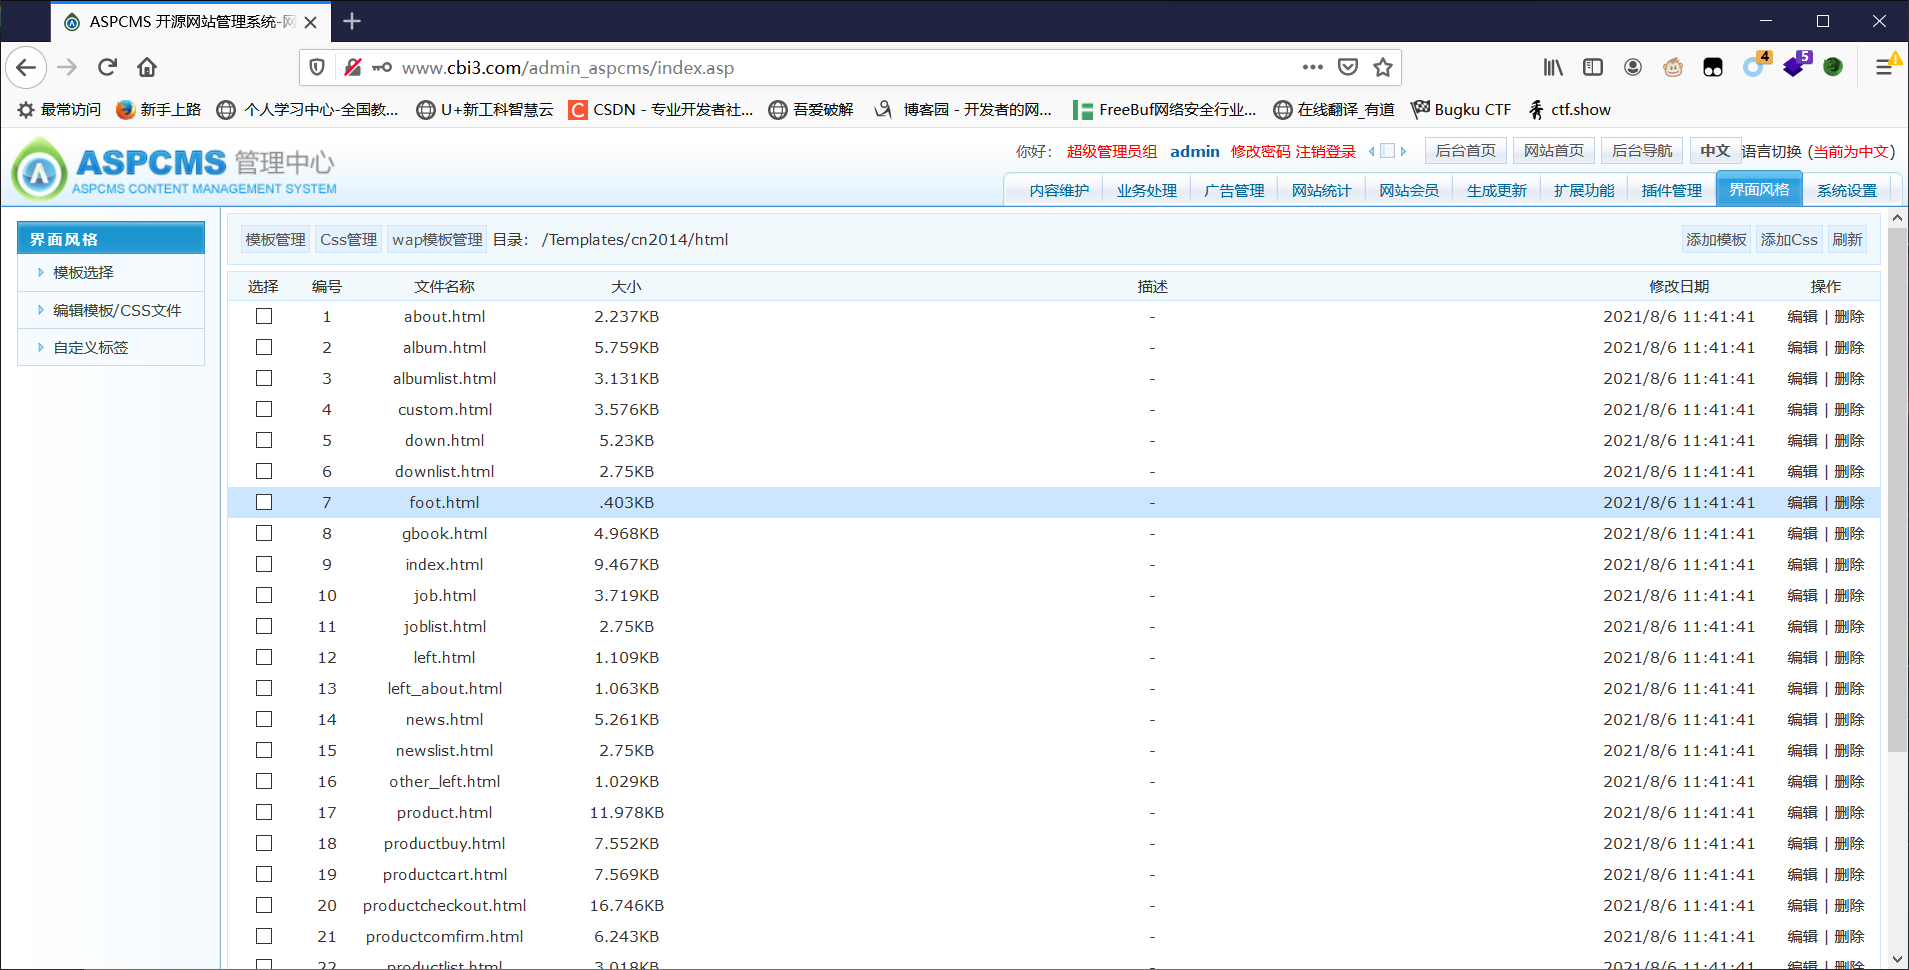 ASPCMS 开源网站管理系统-网
www.cbi3.com/admin_aspcms/index.asp
4
5
最常访问 新手上路 个人学习中心-全国教... U+新工科智慧云 CSDN - 专业开发者社... 吾爱破解 博客园 - 开发者的网... FreeBuf网络安全行业... 在线翻译_有道 Bugku CTF ctf.show
ASPCMS 管理中心
ASPCMS CONTENT MANAGEMENT SYSTEM
你好： 超级管理员组 admin 修改密码 注销登录 后台首页 网站首页 后台导航 中文 语言切换 (当前为中文)
内容维护 业务处理 广告管理 网站统计 网站会员 生成更新 扩展功能 插件管理 界面风格 系统设置
界面风格
模板选择
编辑模板/CSS文件
自定义标签
模板管理 Css管理 wap模板管理 目录： /Templates/cn2014/html 添加模板 添加Css 刷新
选择 编号 文件名称 大小 描述 修改日期 操作
1 about.html 2.237KB - 2021/8/6 11:41:41 编辑 | 删除
2 album.html 5.759KB - 2021/8/6 11:41:41 编辑 | 删除
3 albumlist.html 3.131KB - 2021/8/6 11:41:41 编辑 | 删除
4 custom.html 3.576KB - 2021/8/6 11:41:41 编辑 | 删除
5 down.html 5.23KB - 2021/8/6 11:41:41 编辑 | 删除
6 downlist.html 2.75KB - 2021/8/6 11:41:41 编辑 | 删除
7 foot.html .403KB - 2021/8/6 11:41:41 编辑 | 删除
8 gbook.html 4.968KB - 2021/8/6 11:41:41 编辑 | 删除
9 index.html 9.467KB - 2021/8/6 11:41:41 编辑 | 删除
10 job.html 3.719KB - 2021/8/6 11:41:41 编辑 | 删除
11 joblist.html 2.75KB - 2021/8/6 11:41:41 编辑 | 删除
12 left.html 1.109KB - 2021/8/6 11:41:41 编辑 | 删除
13 left_about.html 1.063KB - 2021/8/6 11:41:41 编辑 | 删除
14 news.html 5.261KB - 2021/8/6 11:41:41 编辑 | 删除
15 newslist.html 2.75KB - 2021/8/6 11:41:41 编辑 | 删除
16 other_left.html 1.029KB - 2021/8/6 11:41:41 编辑 | 删除
17 product.html 11.978KB - 2021/8/6 11:41:41 编辑 | 删除
18 productbuy.html 7.552KB - 2021/8/6 11:41:41 编辑 | 删除
19 productcart.html 7.569KB - 2021/8/6 11:41:41 编辑 | 删除
20 productcheckout.html 16.746KB - 2021/8/6 11:41:41 编辑 | 删除
21 productcomfirm.html 6.243KB - 2021/8/6 11:41:41 编辑 | 删除
22 productlist.html 3.018KB - 2021/8/6 11:41:41 编辑 | 删除